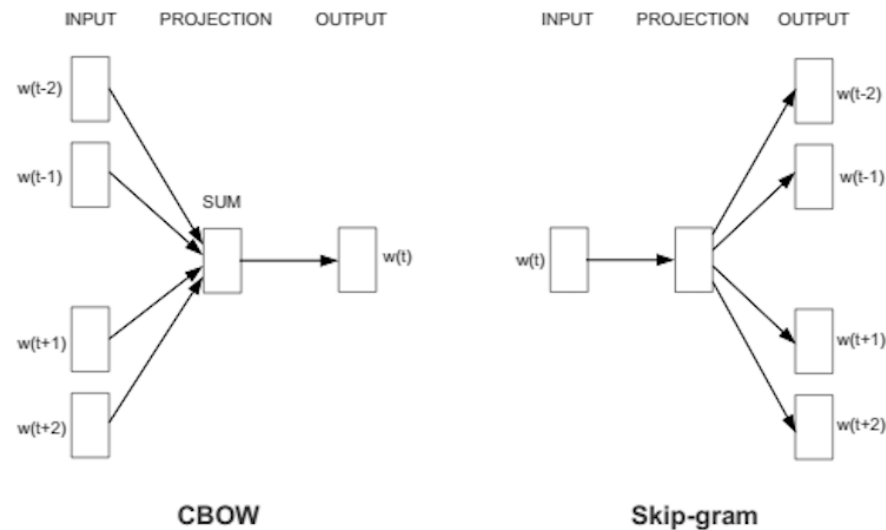 INPUT PROJECTION OUTPUT
w(t-2)
w(t-1)
SUM
w(t)
w(t+1)
w(t+2)
CBOW
INPUT PROJECTION OUTPUT
w(t-2)
w(t-1)
w(t)
w(t+1)
w(t+2)
Skip-gram